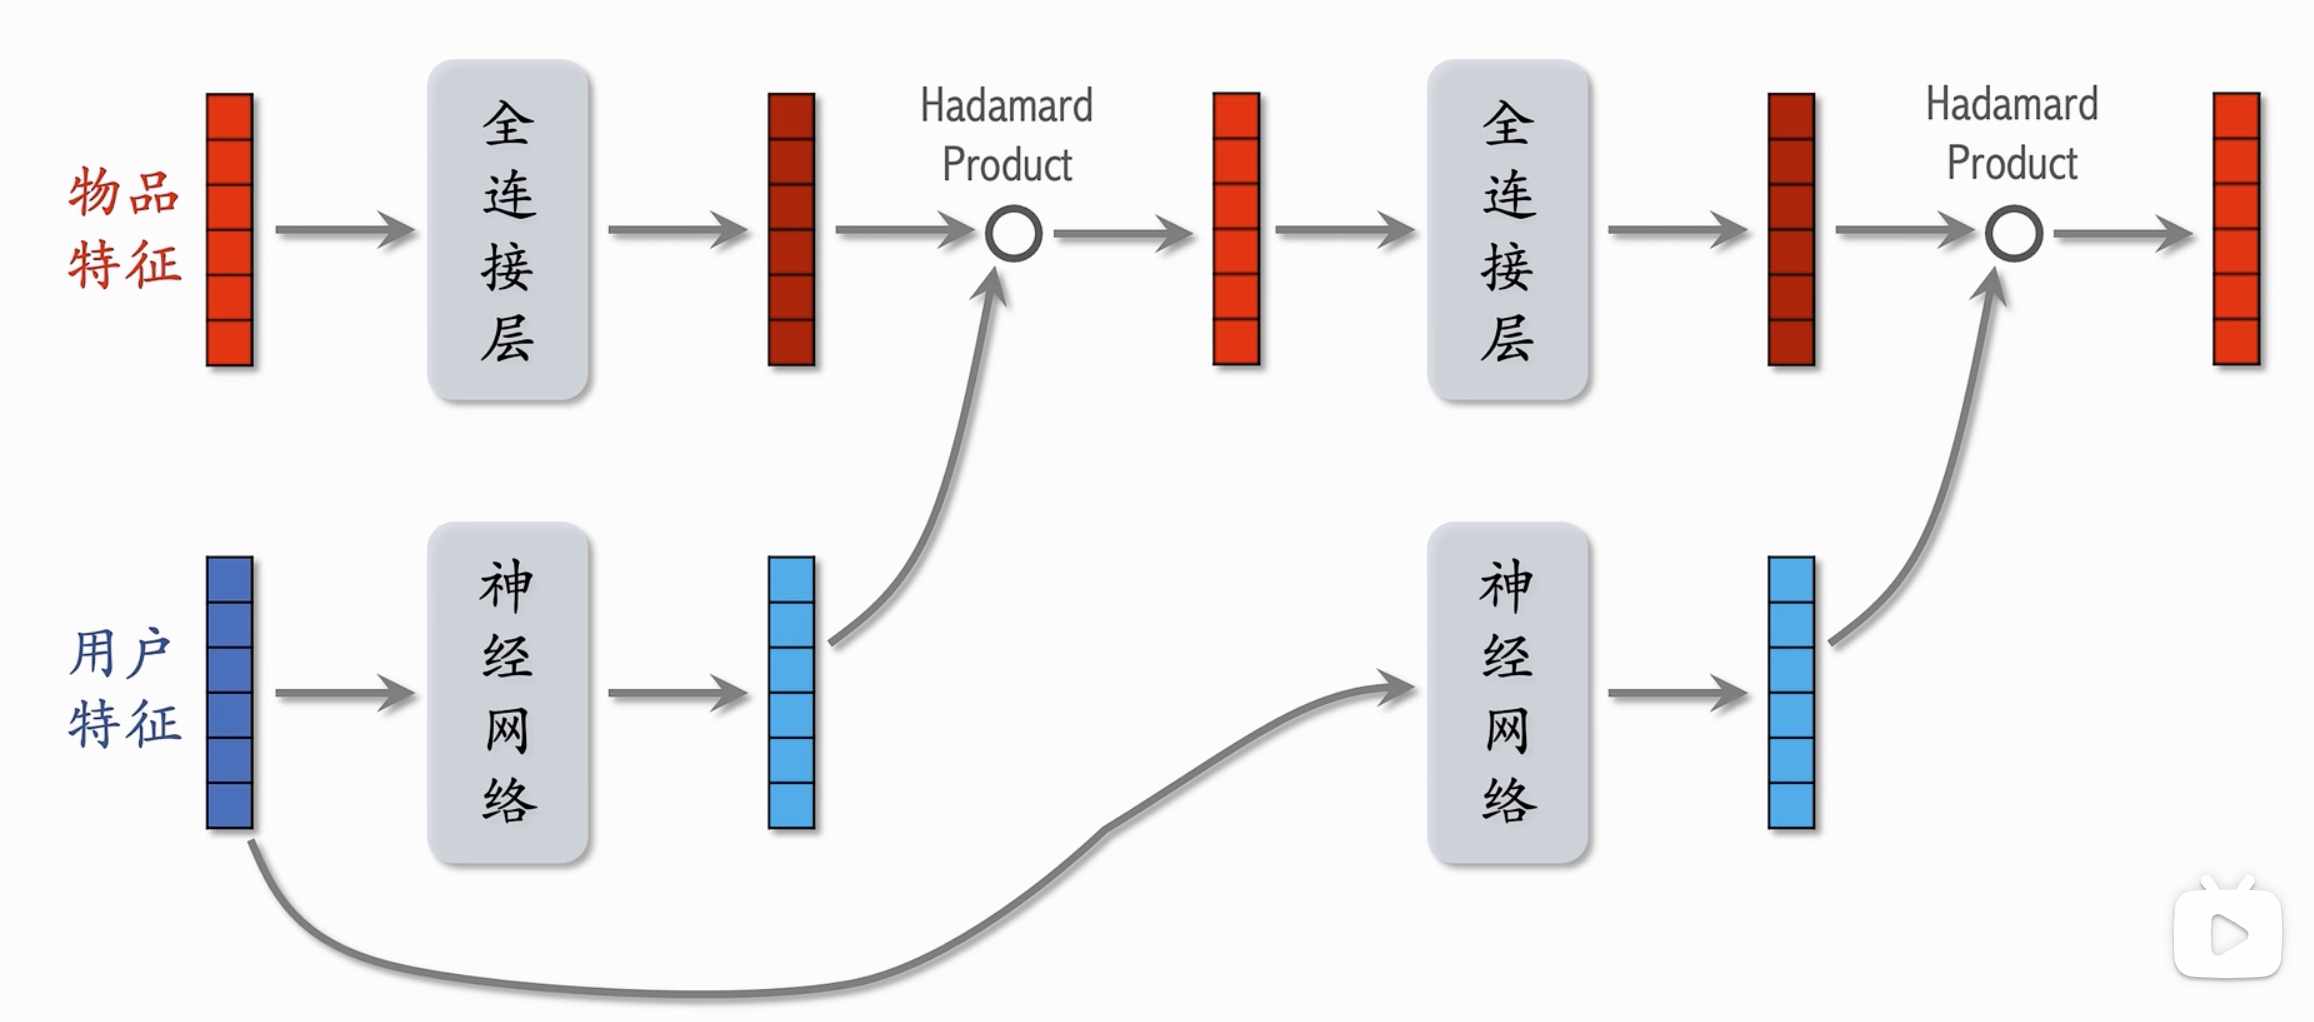 物品
特征
全
连
接
层
Hadamard
Product
全
连
接
层
Hadamard
Product
用户
特征
神
经
网
络
神
经
网
络